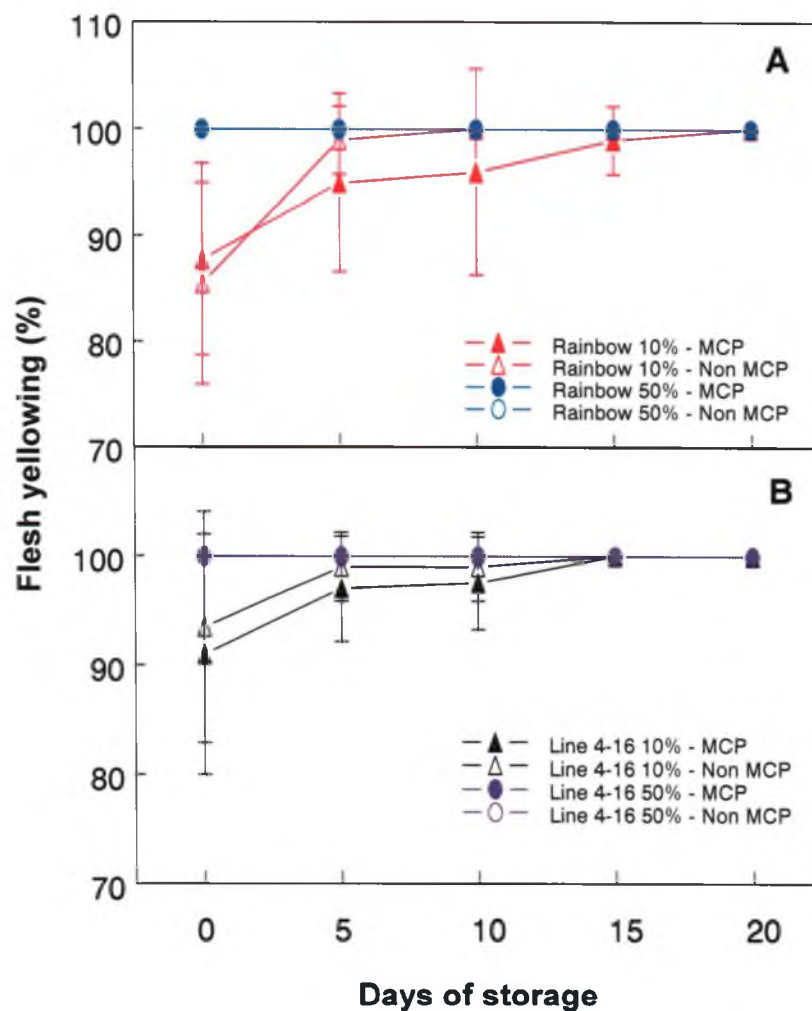 110
A
100
90
80
70
Flesh yellowing (%)
Rainbow 10% - MCP
Rainbow 10% - Non MCP
Rainbow 50% - MCP
Rainbow 50% - Non MCP
B
100
90
80
70
Line 4-16 10% - MCP
Line 4-16 10% - Non MCP
Line 4-16 50% - MCP
Line 4-16 50% - Non MCP
0 5 10 15 20
Days of storage